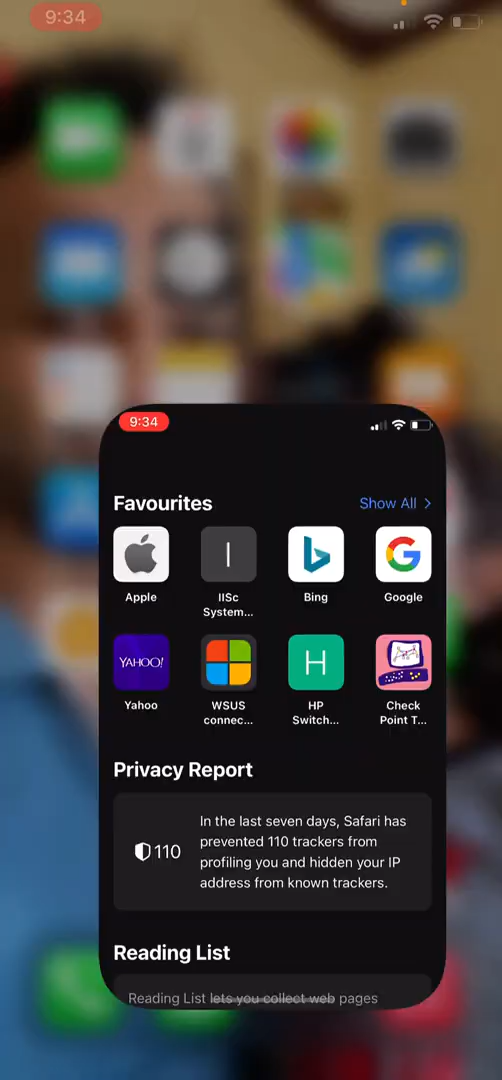 9:34
9:34
Favourites
Show All >
Apple
IISc
System...
Bing
Google
YAHOO!
Yahoo
WSUS
connec...
H
HP
Switch...
Check
Point T...
Privacy Report
110
In the last seven days, Safari has
prevented 110 trackers from
profiling you and hidden your IP
address from known trackers.
Reading List
Reading List lets you collect web pages